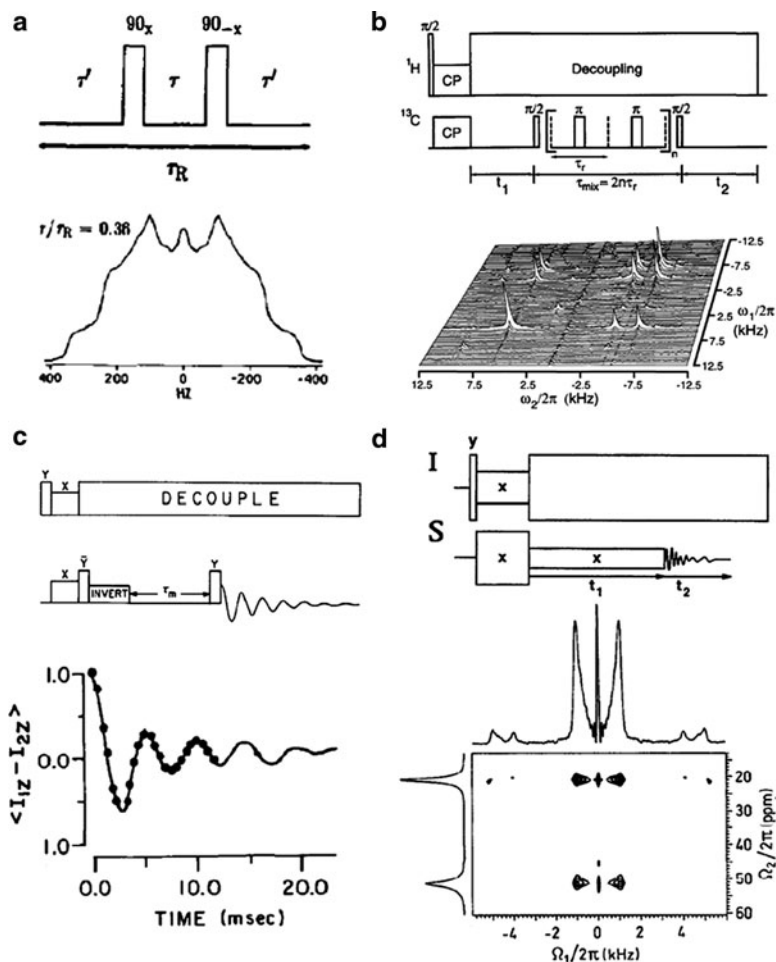 a
90x 90-x
τ' τ τ'
τR
τ/τR = 0.36
400 200 0 -200 -400
HZ
b
π/2
¹H CP Decoupling
π/2 π π π/2
¹³C CP
n
τr
t1 τmix=2nτr t2
-12.5
-7.5
-2.5
2.5
7.5
12.5
ω1/2π
(kHz)
12.5 7.5 2.5 -2.5 -7.5 -12.5
ω2/2π (kHz)
c
Y
X
DECOUPLE
X Ȳ INVERT τm Y
<I1Z - I2Z>
1.0
0.0
1.0
0.0 10.0 20.0
TIME (msec)
d
y
I x
S x x
t1 t2
20
30
40
50
60
Ω2/2π (ppm)
-4 -2 0 2 4
Ω1/2π (kHz)